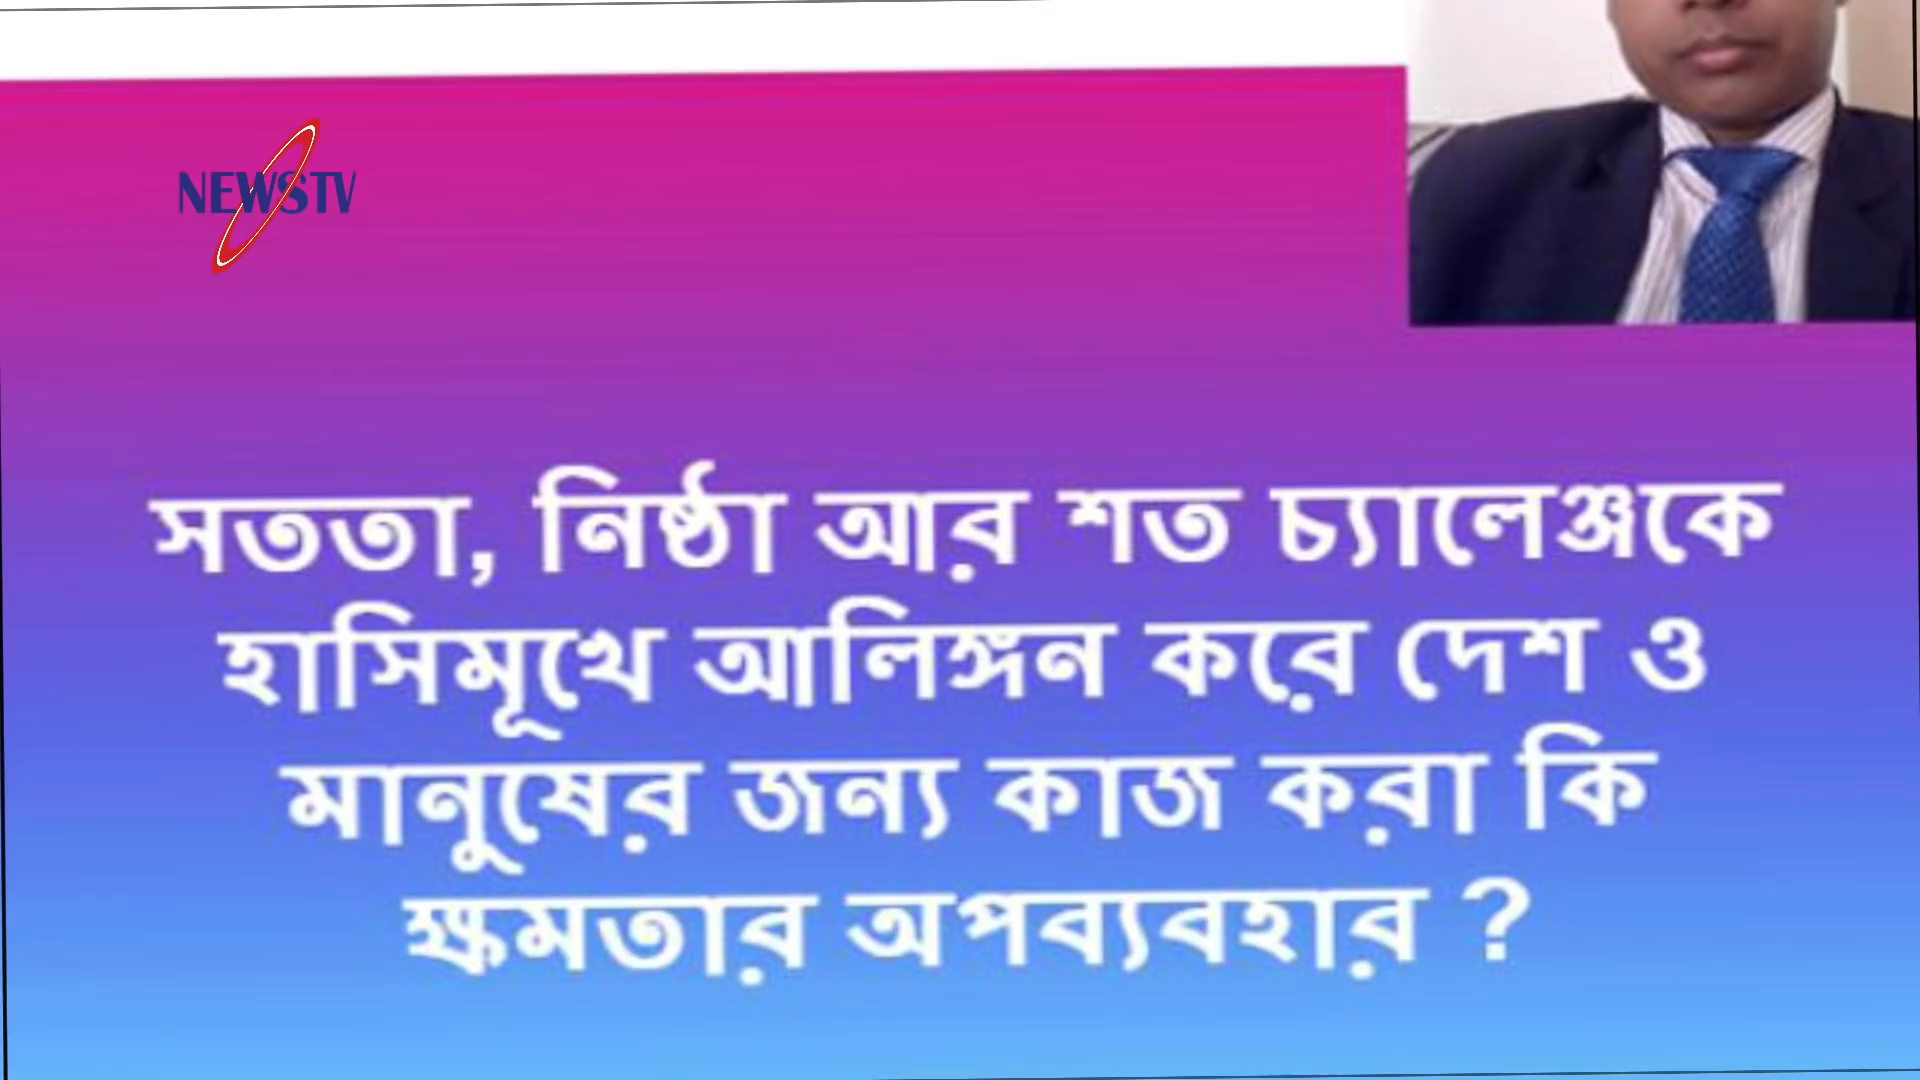 NEWSTV
সততা, নিষ্ঠা আর শত চ্যালেঞ্জকে
হাসিমূখে আলিঙ্গন করে দেশ ও
মানুষের জন্য কাজ করা কি
ক্ষমতার অপব্যবহার ?